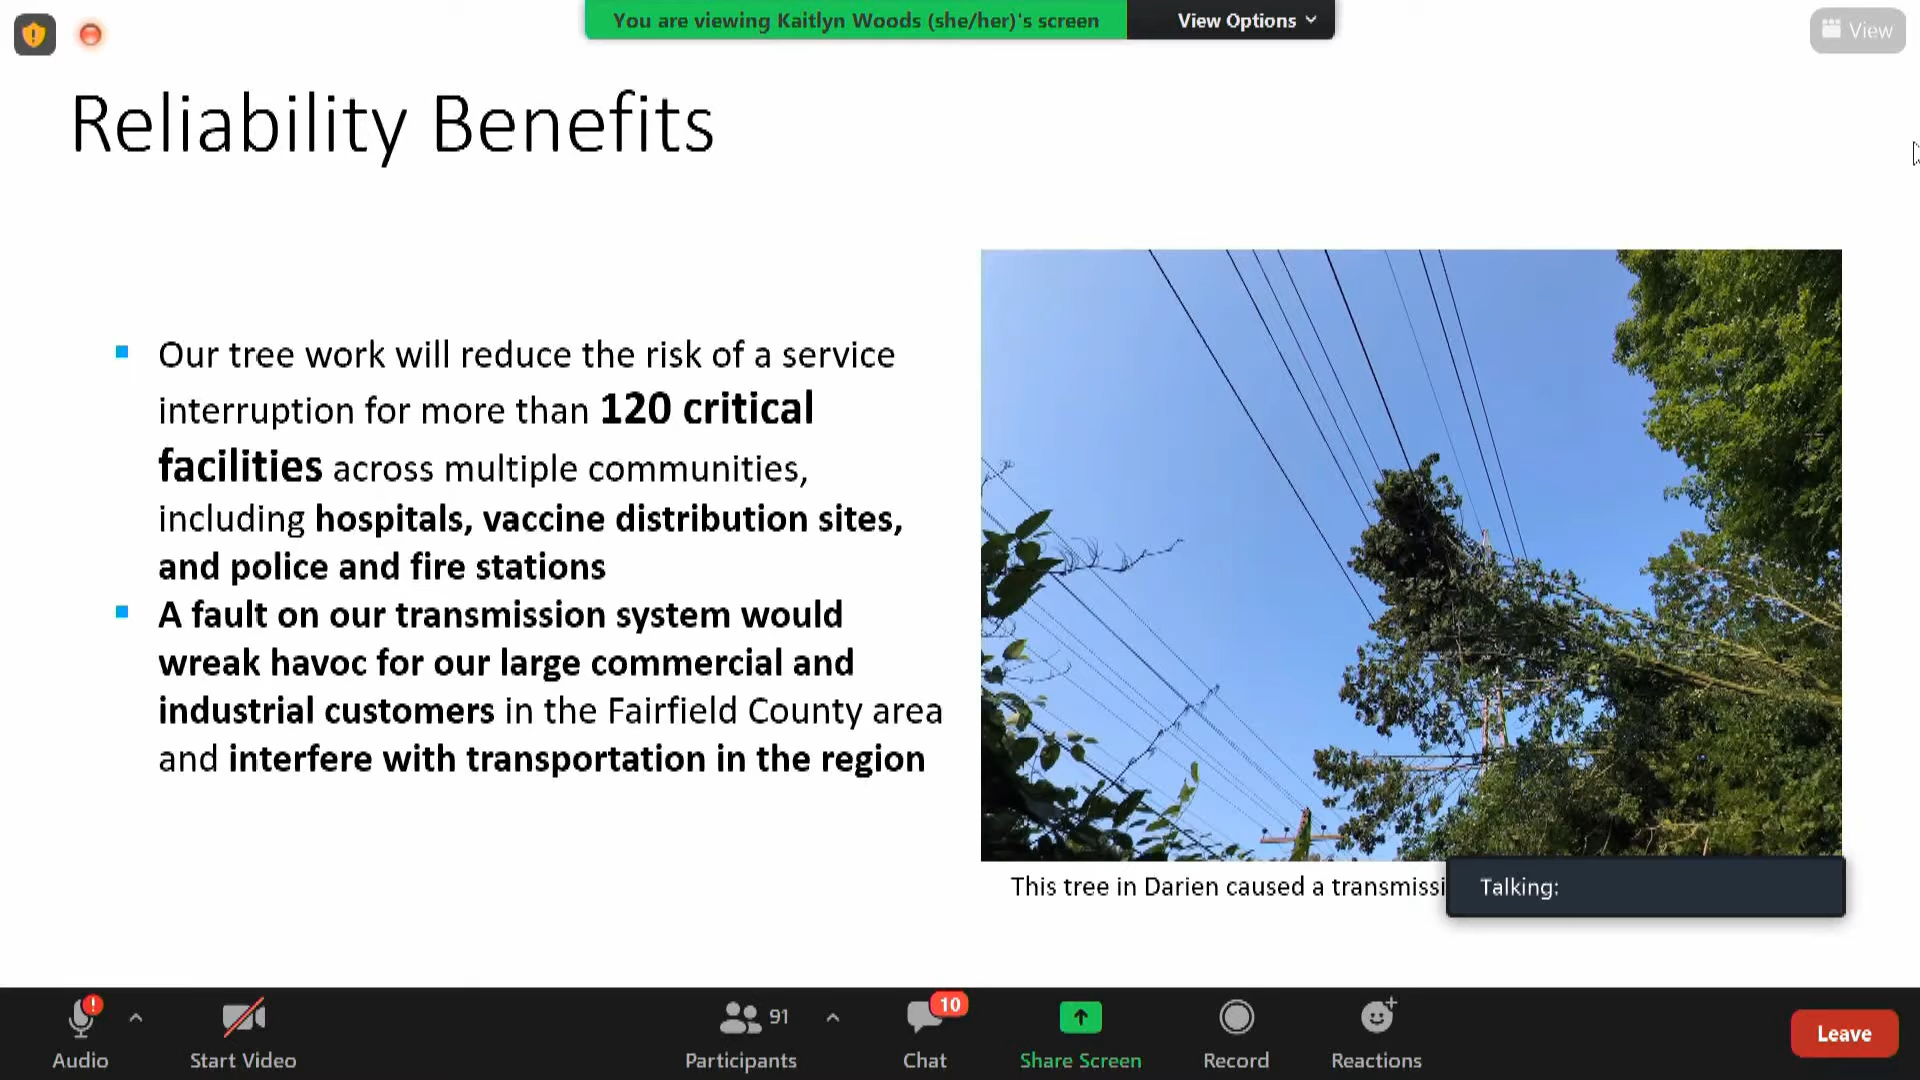 You are viewing Kaitlyn Woods (she/her)'s screen
View Options
View
Reliability Benefits
Our tree work will reduce the risk of a service
interruption for more than 120 critical
facilities across multiple communities,
including hospitals, vaccine distribution sites,
and police and fire stations
A fault on our transmission system would
wreak havoc for our large commercial and
industrial customers in the Fairfield County area
and interfere with transportation in the region
This tree in Darien caused a transmissi
Talking:
91
10
Audio
Start Video
Participants
Chat
Share Screen
Record
Reactions
Leave